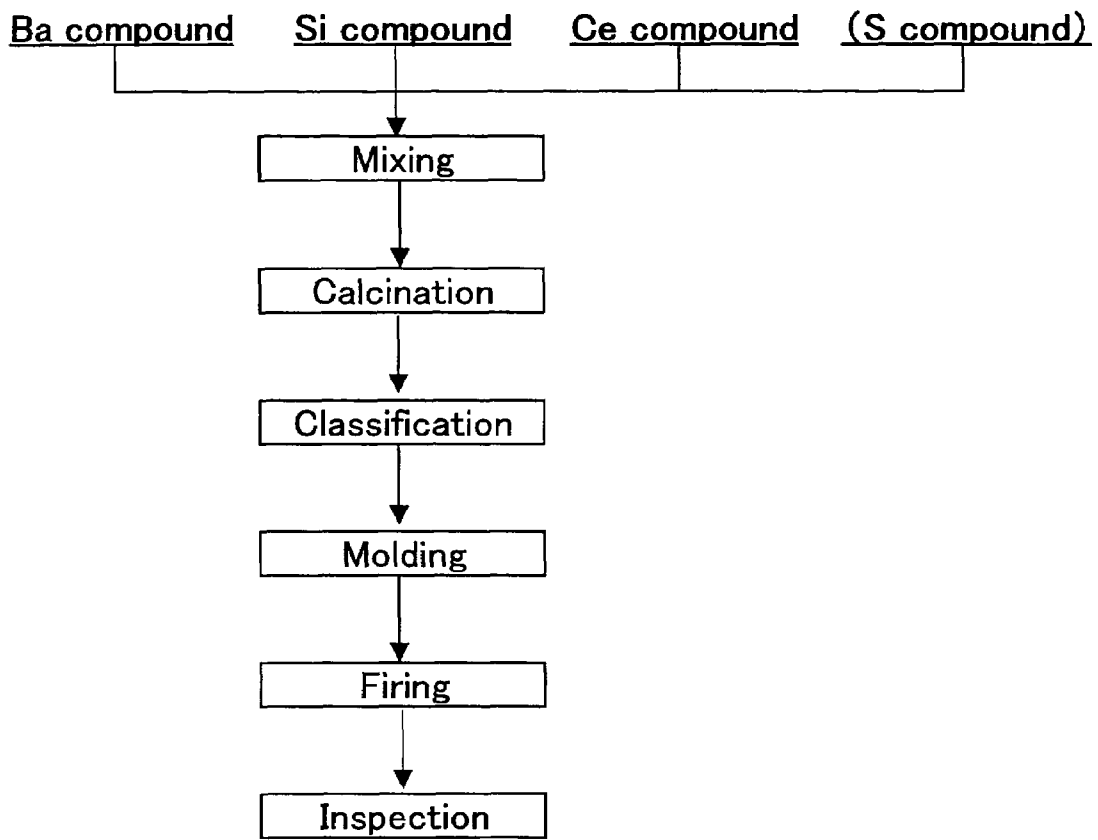 Ba compound Si compound Ce compound (S compound)
Mixing
Calcination
Classification
Molding
Firing
Inspection